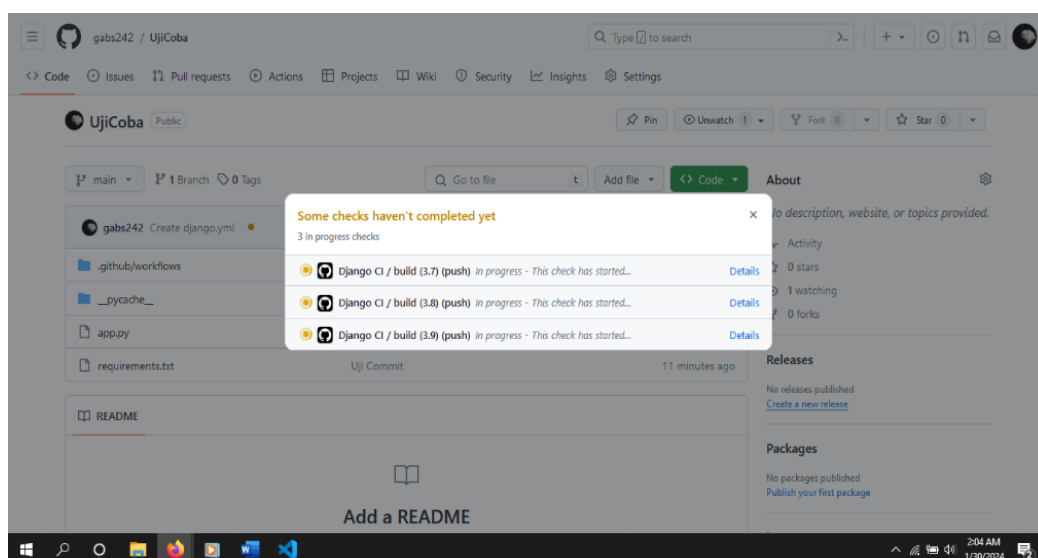 gabs242 / UjiCoba
Type / to search
<> Code Issues Pull requests Actions Projects Wiki Security Insights Settings
UjiCoba Public
Pin Unwatch 1 Fork 0 Star 0
main 1 Branch 0 Tags Go to file t Add file <> Code
About
No description, website, or topics provided.
gabs242 Create django.yml
Activity
0 stars
1 watching
0 forks
.github/workflows
__pycache__
app.py
requirements.txt Uji Commit 11 minutes ago
Some checks haven't completed yet
3 in progress checks
Django CI / build (3.7) (push) In progress - This check has started... Details
Django CI / build (3.8) (push) In progress - This check has started... Details
Django CI / build (3.9) (push) In progress - This check has started... Details
Releases
No releases published
Create a new release
README
Packages
No packages published
Publish your first package
Add a README
2:04 AM
1/30/2024
2